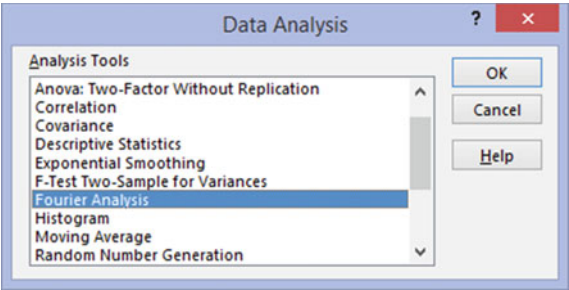 Data Analysis
?
×
Analysis Tools
Anova: Two-Factor Without Replication
Correlation
Covariance
Descriptive Statistics
Exponential Smoothing
F-Test Two-Sample for Variances
Fourier Analysis
Histogram
Moving Average
Random Number Generation
OK
Cancel
Help